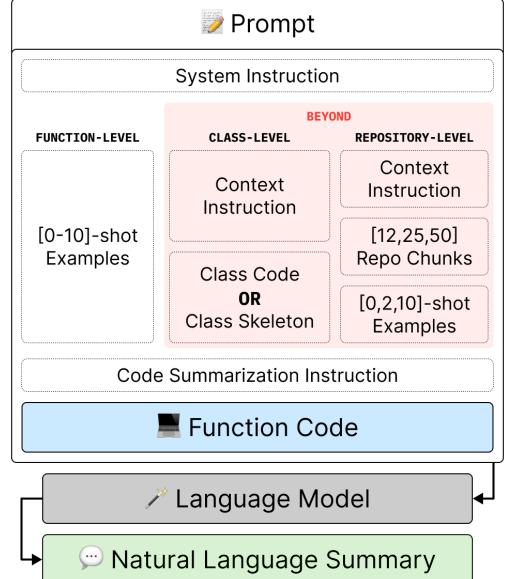 📝 Prompt
System Instruction
BEYOND
FUNCTION-LEVEL
[0-10]-shot
Examples
CLASS-LEVEL
Context
Instruction
Class Code
OR
Class Skeleton
REPOSITORY-LEVEL
Context
Instruction
[12,25,50]
Repo Chunks
[0,2,10]-shot
Examples
Code Summarization Instruction
💻 Function Code
🪄 Language Model
💬 Natural Language Summary